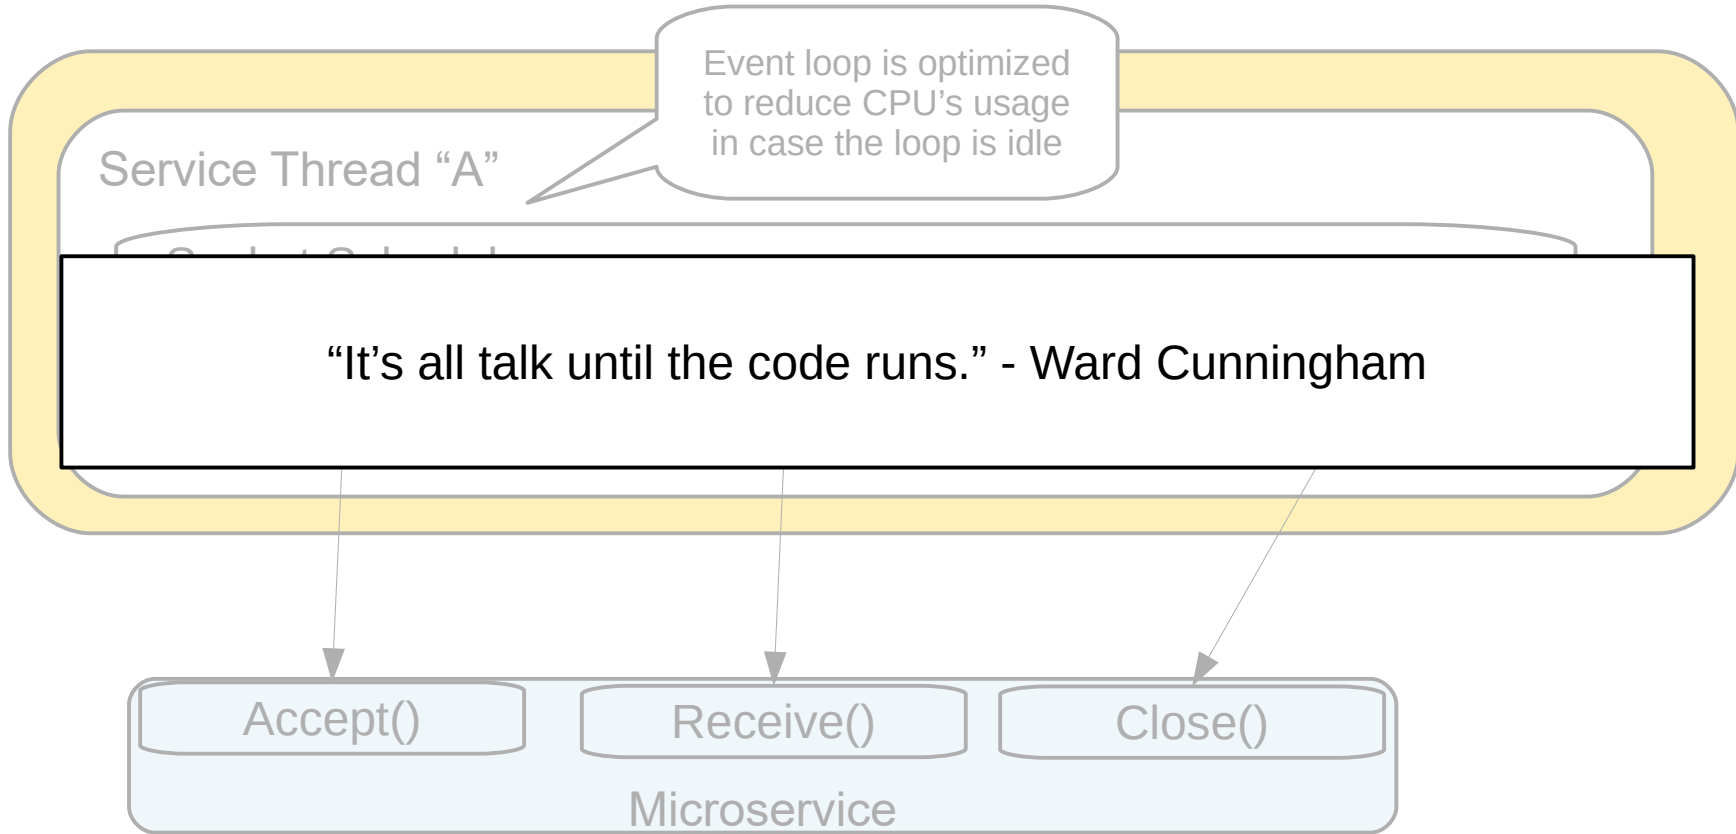 Event loop is optimized
to reduce CPU’s usage
in case the loop is idle
Service Thread “A”
“It’s all talk until the code runs.” - Ward Cunningham
Accept()
Receive()
Close()
Microservice